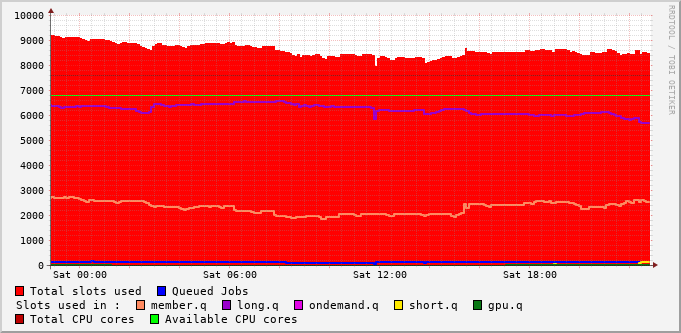 RRDTOOL / TOBI OETIKER
10000
9000
8000
7000
6000
5000
4000
3000
2000
1000
0
Sat 00:00 Sat 06:00 Sat 12:00 Sat 18:00
Total slots used Queued Jobs
Slots used in : member.q long.q ondemand.q short.q gpu.q
Total CPU cores Available CPU cores